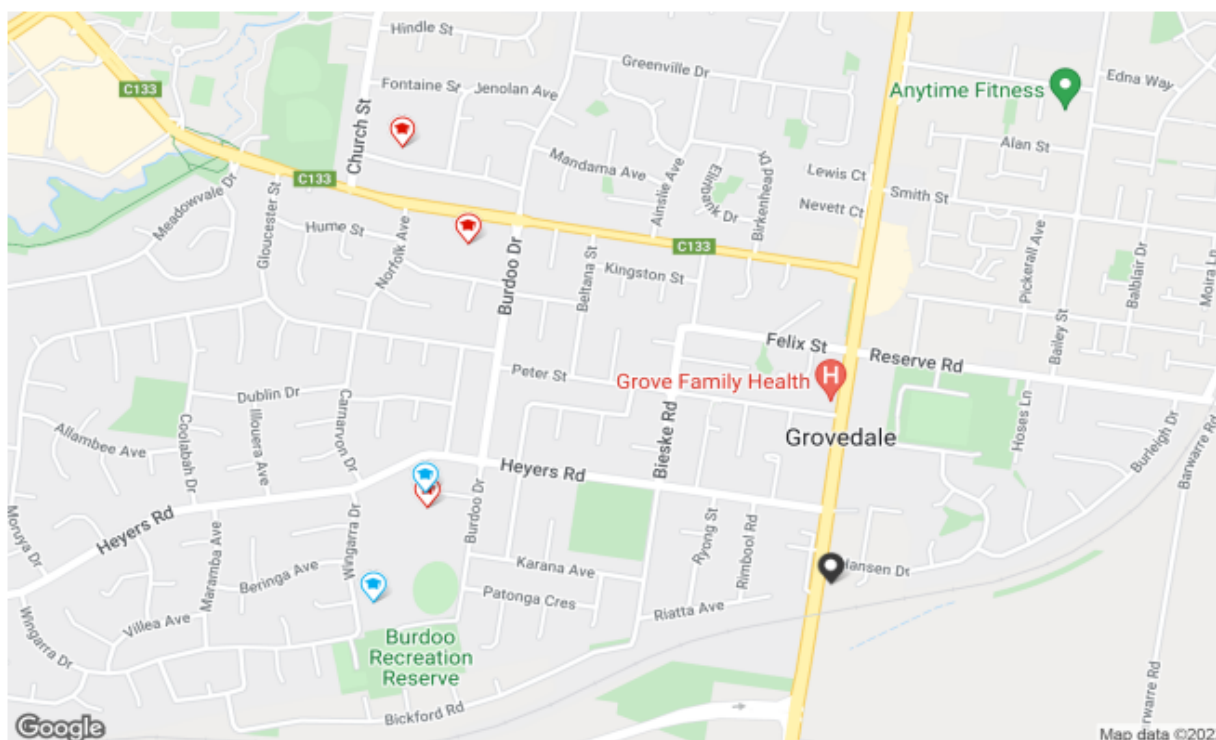 Hindle St
Greenville Dr
Edna Way
C133
Fontaine St
Jenolan Ave
Anytime Fitness
Church St
Alan St
Mandama Ave
Ainslie Ave
Elinbank Dr
Birkenhead Dr
Lewis Ct
Smith St
C133
Meadowvale Dr
Gloucester St
Nevett Ct
Hume St
Norfolk Ave
Burdoo Dr
C133
Pickerall Ave
Balblair Dr
Moira Ln
Beltana St
Kingston St
Bailey St
Felix St
Reserve Rd
Peter St
Grove Family Health
H
Dublin Dr
Illouera Ave
Carnarvon Dr
Coolabah Dr
Allambee Ave
Bieske Rd
Grovedale
Hoses Ln
Burleigh Dr
Barwarre Rd
Heyers Rd
Heyers Rd
Moruya Dr
Maramba Ave
Wingarra Dr
Burdoo Dr
Ryong St
Rimbool Rd
Karana Ave
Hansen Dr
Beringa Ave
Patonga Cres
Riatta Ave
Villea Ave
Wingarra Dr
Burdoo
Recreation
Reserve
Bickford Rd
Barwarre Rd
Google
Map data ©202